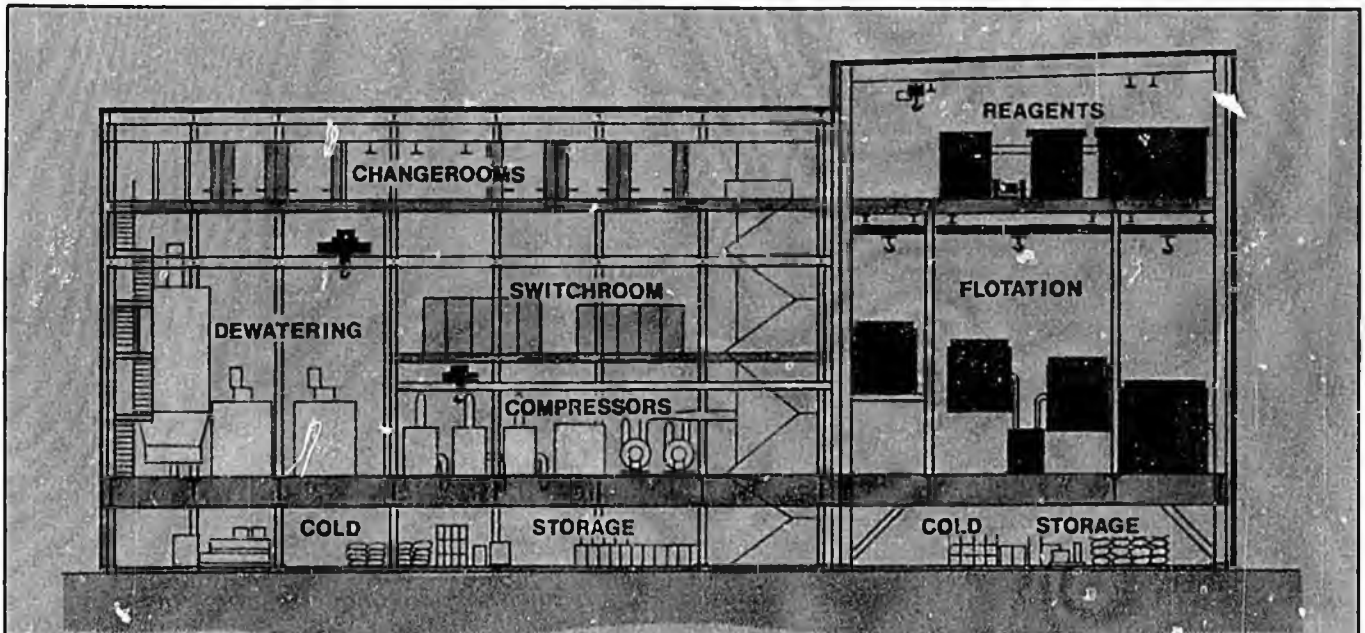 REAGENTS
CHANGEROOMS
SWITCHROOM
FLOTATION
DEWATERING
COMPRESSORS
COLD STORAGE
COLD STORAGE